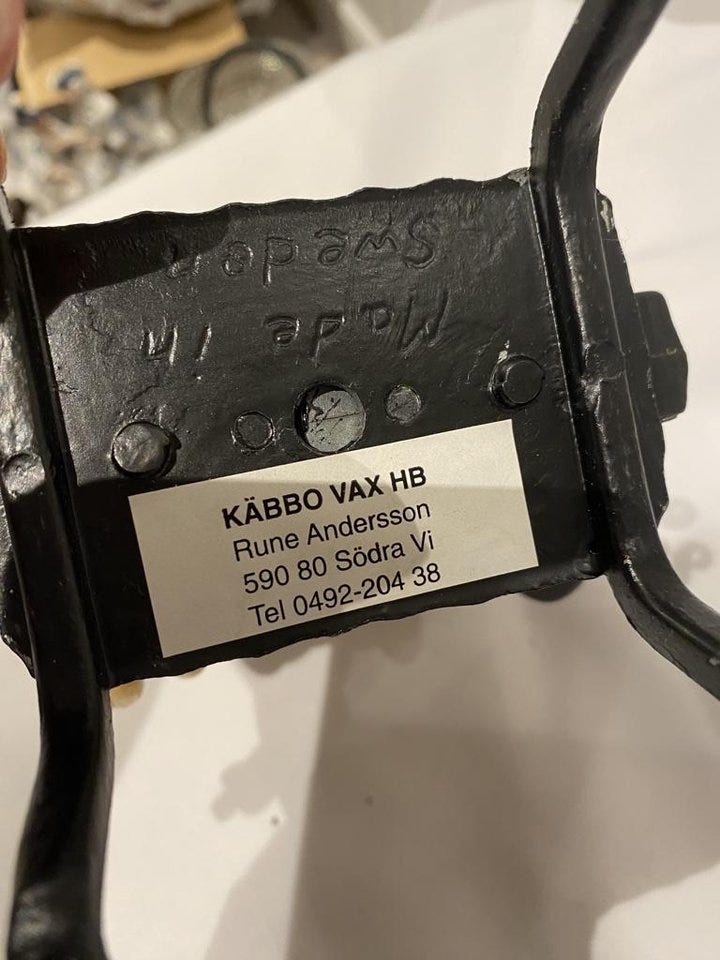 Made in
Sweden
KÄBBO VAX HB
Rune Andersson
590 80 Södra Vi
Tel 0492-204 38